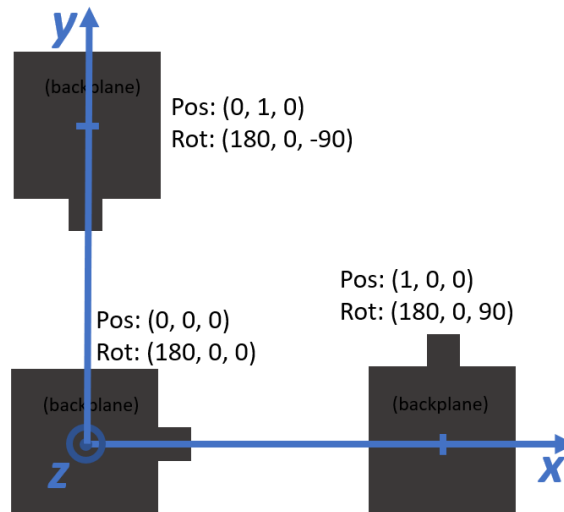 y
(backplane)
Pos: (0, 1, 0)
Rot: (180, 0, -90)
Pos: (1, 0, 0)
Rot: (180, 0, 90)
Pos: (0, 0, 0)
Rot: (180, 0, 0)
(backplane)
(backplane)
z
x